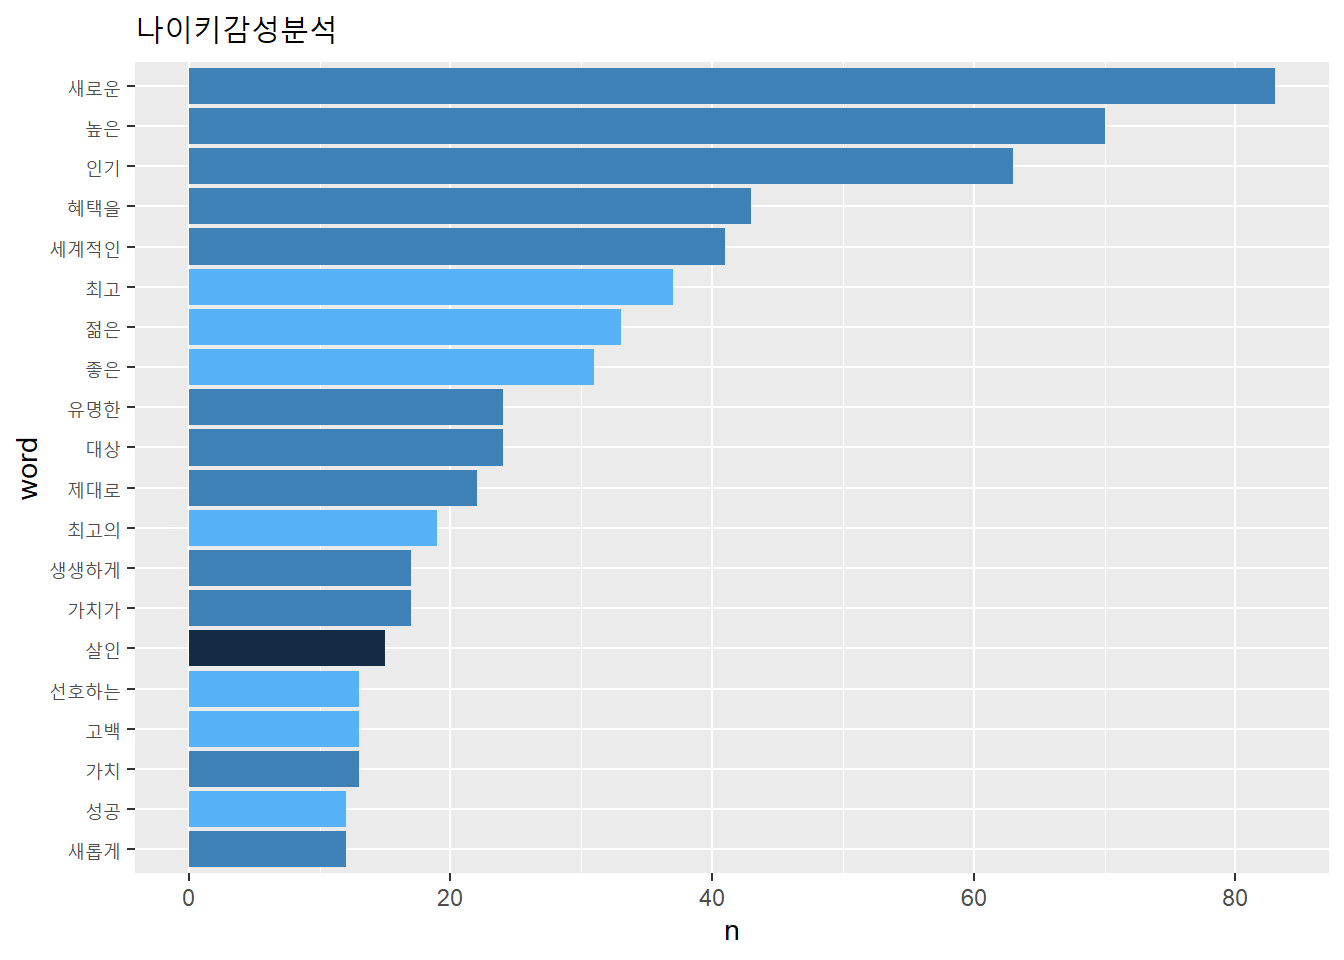 나이키감성분석
새로운
높은
인기
혜택을
세계적인
최고
젊은
좋은
유명한
대상
제대로
최고의
생생하게
가치가
살인
선호하는
고백
가치
성공
새롭게
word
0 20 40 60 80
n